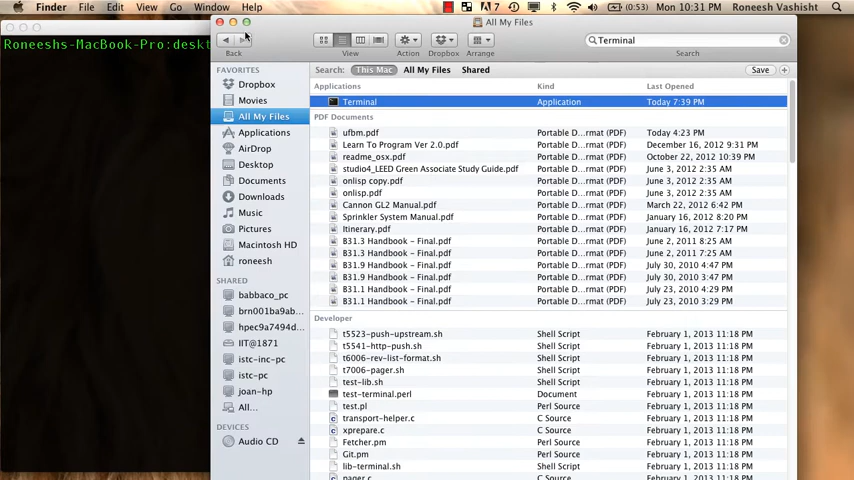 Finder File Edit View Go Window Help (0:53) Mon 10:31 PM Roneesh Vashisht
Roneeshs-MacBook-Pro:deskt
All My Files
Back View Action Dropbox Arrange Search
Terminal
Search: This Mac All My Files Shared Save
FAVORITES
Dropbox
Movies
All My Files
Applications
AirDrop
Desktop
Documents
Downloads
Music
Pictures
Macintosh HD
roneesh
SHARED
babbaco_pc
brn001ba9ab...
hpec9a7494d...
IIT@1871
istc-inc-pc
istc-pc
joan-hp
All...
DEVICES
Audio CD
Applications Kind Last Opened
Terminal Application Today 7:39 PM
PDF Documents
ufbm.pdf Portable D...rmat (PDF) Today 4:23 PM
Learn To Program Ver 2.0.pdf Portable D...rmat (PDF) December 16, 2012 9:31 PM
readme_osx.pdf Portable D...rmat (PDF) October 22, 2012 10:39 PM
studio4_LEED Green Associate Study Guide.pdf Portable D...rmat (PDF) June 3, 2012 2:35 AM
onlisp copy.pdf Portable D...rmat (PDF) June 3, 2012 2:35 AM
onlisp.pdf Portable D...rmat (PDF) June 3, 2012 2:35 AM
Cannon GL2 Manual.pdf Portable D...rmat (PDF) March 22, 2012 6:42 PM
Sprinkler System Manual.pdf Portable D...rmat (PDF) January 16, 2012 8:20 PM
Itinerary.pdf Portable D...rmat (PDF) January 16, 2012 7:17 PM
B31.3 Handbook - Final.pdf Portable D...rmat (PDF) June 2, 2011 8:25 AM
B31.3 Handbook - Final.pdf Portable D...rmat (PDF) June 2, 2011 7:25 AM
B31.9 Handbook - Final.pdf Portable D...rmat (PDF) July 30, 2010 4:47 PM
B31.9 Handbook - Final.pdf Portable D...rmat (PDF) July 30, 2010 3:47 PM
B31.1 Handbook - Final.pdf Portable D...rmat (PDF) July 23, 2010 4:29 PM
B31.1 Handbook - Final.pdf Portable D...rmat (PDF) July 23, 2010 3:29 PM
Developer
t5523-push-upstream.sh Shell Script February 1, 2013 11:18 PM
t5541-http-push.sh Shell Script February 1, 2013 11:18 PM
t6006-rev-list-format.sh Shell Script February 1, 2013 11:18 PM
t7006-pager.sh Shell Script February 1, 2013 11:18 PM
test-lib.sh Shell Script February 1, 2013 11:18 PM
test-terminal.perl Document February 1, 2013 11:18 PM
test.pl Perl Source February 1, 2013 11:18 PM
transport-helper.c C Source February 1, 2013 11:18 PM
xprepare.c C Source February 1, 2013 11:18 PM
Fetcher.pm Perl Source February 1, 2013 11:18 PM
Git.pm Perl Source February 1, 2013 11:18 PM
lib-terminal.sh Shell Script February 1, 2013 11:18 PM
pager.c C Source February 1, 2013 11:18 PM